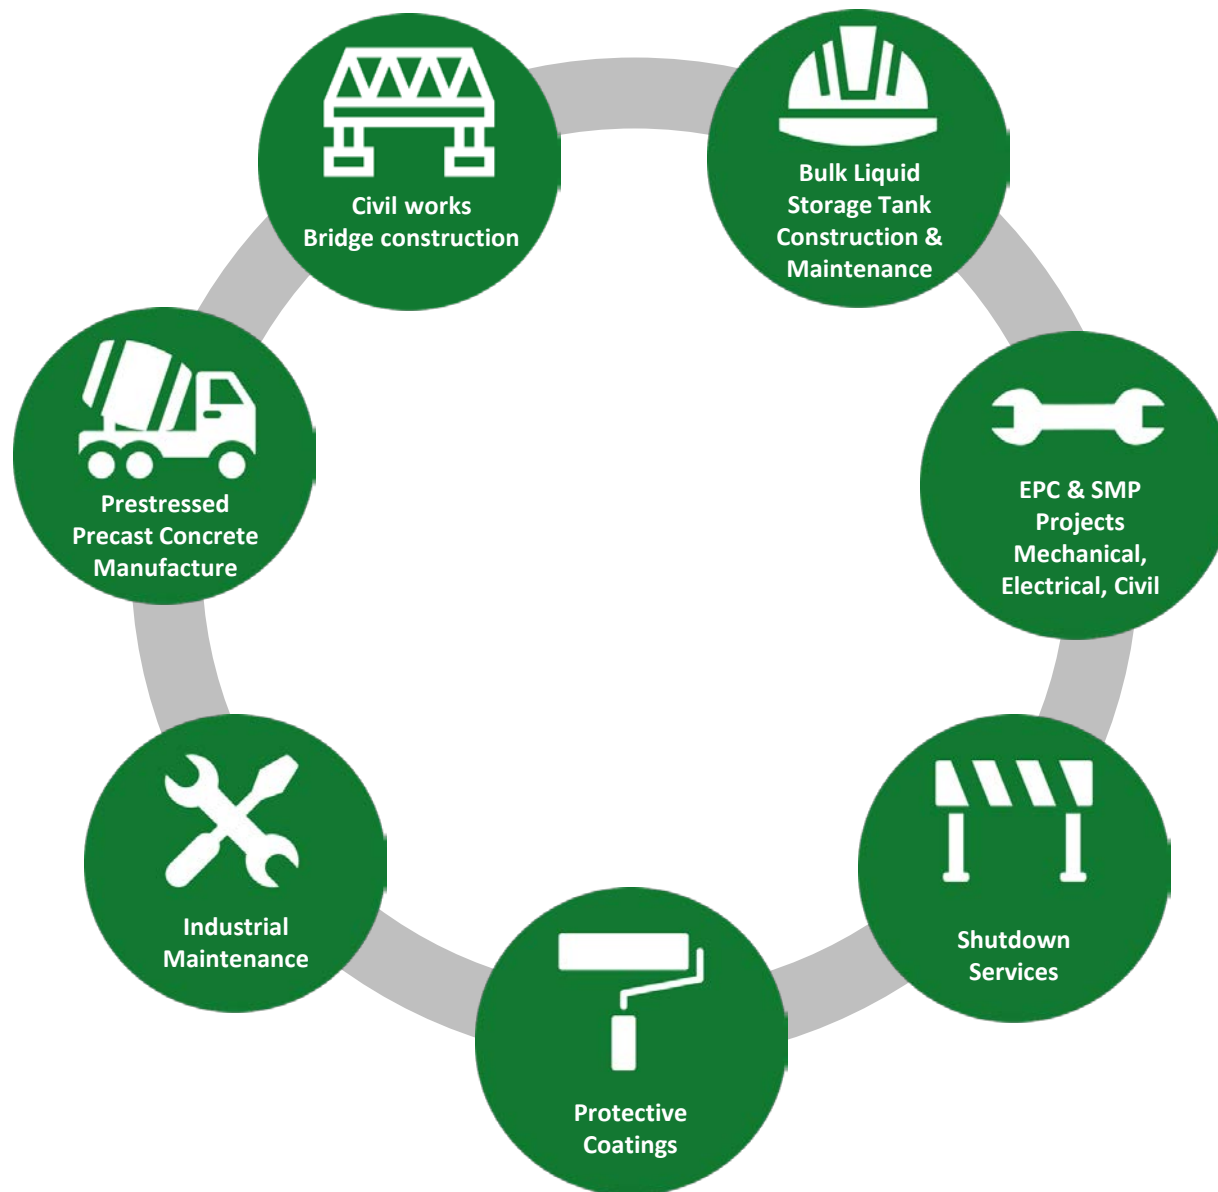 Civil works
Bridge construction
Bulk Liquid
Storage Tank
Construction &
Maintenance
EPC & SMP
Projects
Mechanical,
Electrical, Civil
Shutdown
Services
Protective
Coatings
Industrial
Maintenance
Prestressed
Precast Concrete
Manufacture